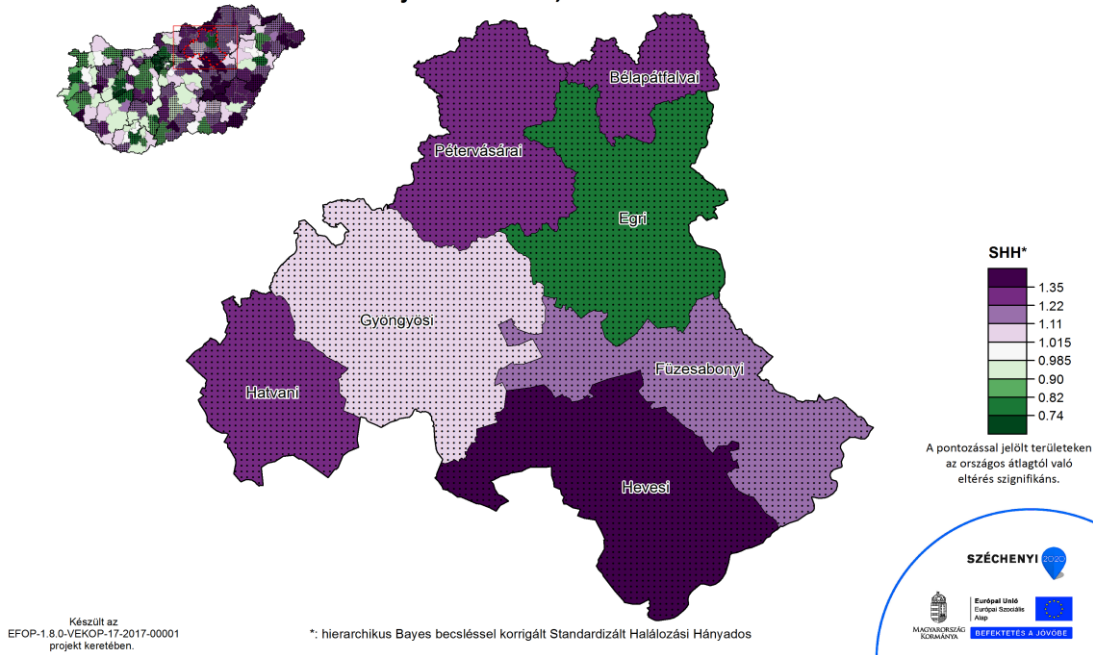 Bélapátfalvai
Pétervásárai
Egri
Gyöngyösi
Füzesabonyi
Hatvani
Hevesi
SHH*
1.35
1.22
1.11
1.015
0.985
0.90
0.82
0.74
A pontozással jelölt területeken
az országos átlagtól való
eltérés szignifikáns.
SZÉCHENYI 2020
MAGYARORSZÁG
KORMÁNYA
Európai Unió
Európai Szociális
Alap
BEFEKTETÉS A JÖVŐBE
Készült az
EFOP-1.8.0-VEKOP-17-2017-00001
projekt keretében.
*: hierarchikus Bayes becsléssel korrigált Standardizált Halálozási Hányados